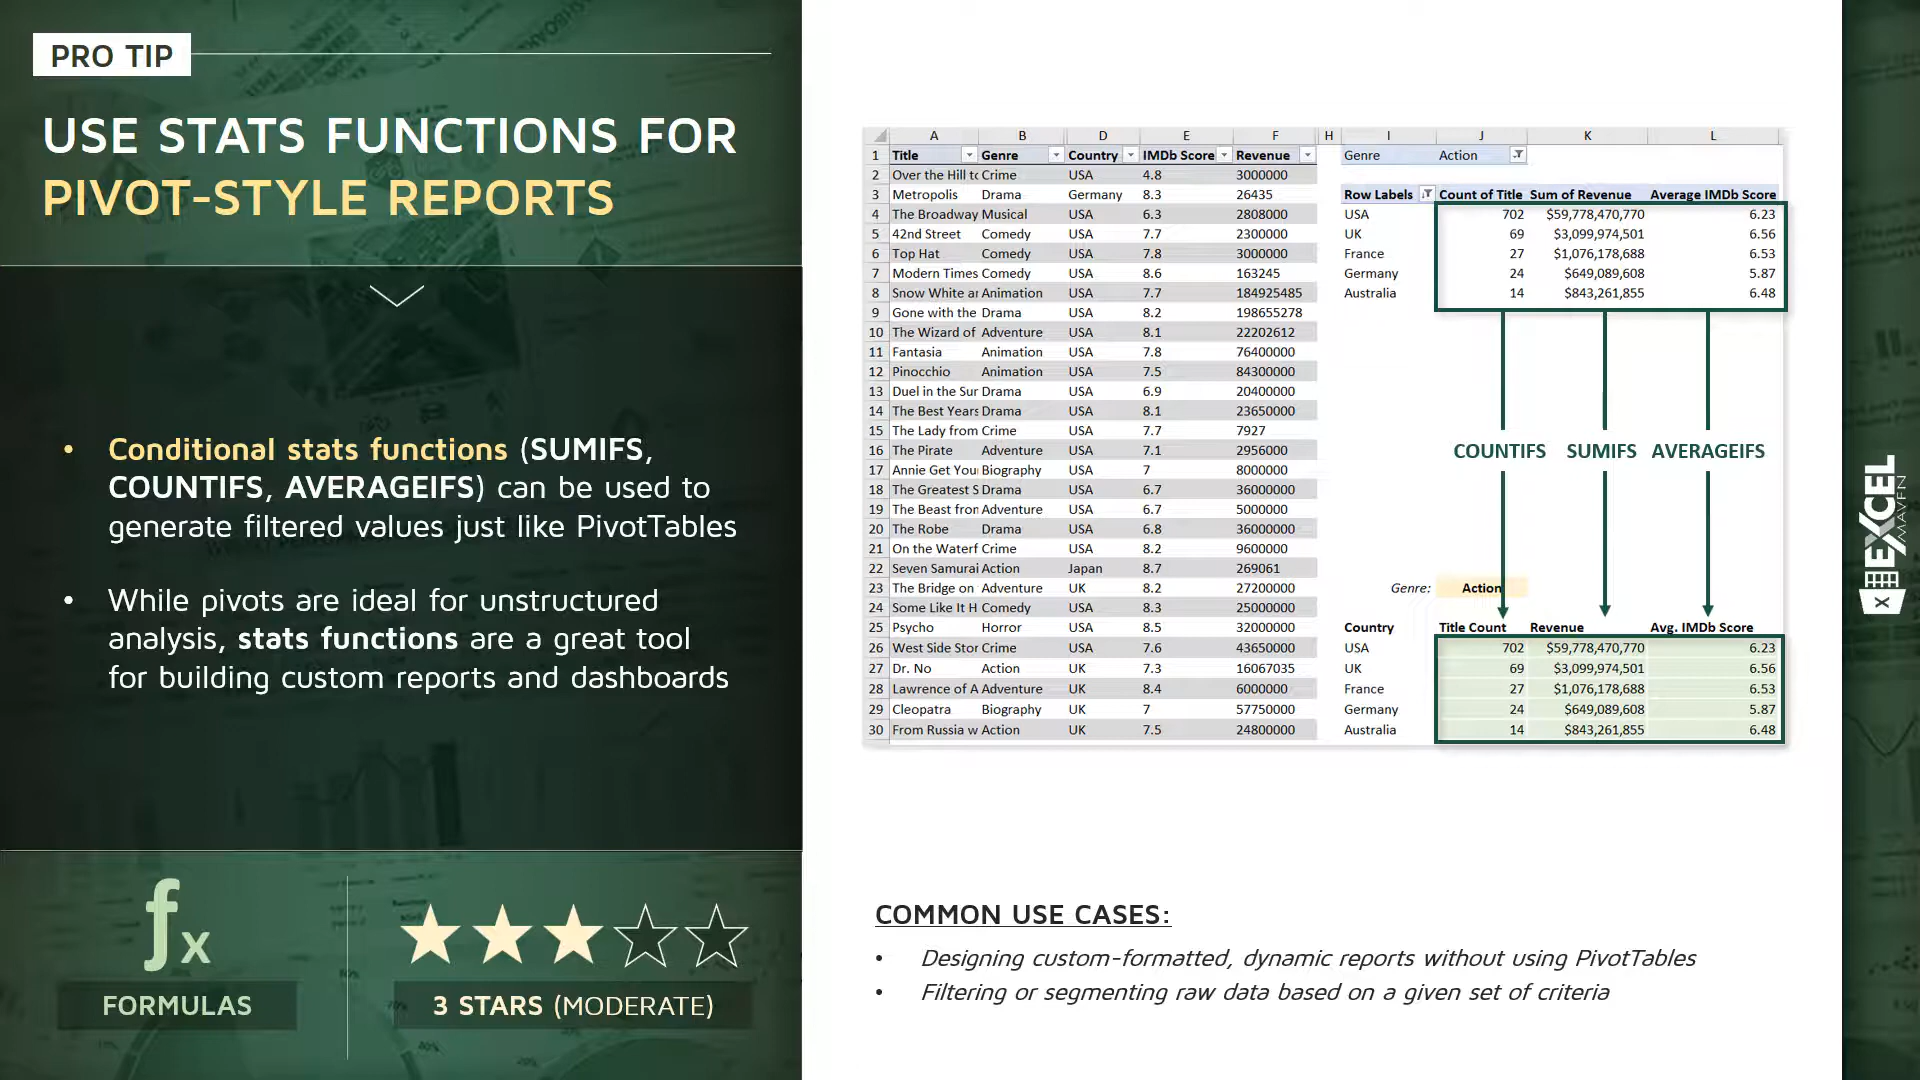 PRO TIP
USE STATS FUNCTIONS FOR
PIVOT-STYLE REPORTS
• Conditional stats functions (SUMIFS,
COUNTIFS, AVERAGEIFS) can be used to
generate filtered values just like PivotTables
• While pivots are ideal for unstructured
analysis, stats functions are a great tool
for building custom reports and dashboards
fx
FORMULAS
3 STARS (MODERATE)
A B D E F H I J K L
1 Title Genre Country IMDb Score Revenue
2 Over the Hill to Crime USA 4.8 3000000
3 Metropolis Drama Germany 8.3 26435
4 The Broadway Musical USA 6.3 2808000
5 42nd Street Comedy USA 7.7 2300000
6 Top Hat Comedy USA 7.8 3000000
7 Modern Times Comedy USA 8.6 163245
8 Snow White an Animation USA 7.7 184925485
9 Gone with the Drama USA 8.2 198655278
10 The Wizard of Adventure USA 8.1 22202612
11 Fantasia Animation USA 7.8 76400000
12 Pinocchio Animation USA 7.5 84300000
13 Duel in the Sun Drama USA 6.9 20400000
14 The Best Years Drama USA 8.1 23650000
15 The Lady from Crime USA 7.7 7927
16 The Pirate Adventure USA 7.1 2956000
17 Annie Get You Biography USA 7 8000000
18 The Greatest S Drama USA 6.7 36000000
19 The Beast from Adventure USA 6.7 5000000
20 The Robe Drama USA 6.8 36000000
21 On the Waterf Crime USA 8.2 9600000
22 Seven Samurai Action Japan 8.7 269061
23 The Bridge on Adventure UK 8.2 27200000
24 Some Like It H Comedy USA 8.3 25000000
25 Psycho Horror USA 8.5 32000000
26 West Side Stor Crime USA 7.6 43650000
27 Dr. No Action UK 7.3 16067035
28 Lawrence of A Adventure UK 8.4 6000000
29 Cleopatra Biography UK 7 57750000
30 From Russia w Action UK 7.5 24800000
Genre Action
Row Labels Count of Title Sum of Revenue Average IMDb Score
USA 702 $59,778,470,770 6.23
UK 69 $3,099,974,501 6.56
France 27 $1,076,178,688 6.53
Germany 24 $649,089,608 5.87
Australia 14 $843,261,855 6.48
COUNTIFS SUMIFS AVERAGEIFS
Genre: Action
Country Title Count Revenue Avg. IMDb Score
USA 702 $59,778,470,770 6.23
UK 69 $3,099,974,501 6.56
France 27 $1,076,178,688 6.53
Germany 24 $649,089,608 5.87
Australia 14 $843,261,855 6.48
COMMON USE CASES:
• Designing custom-formatted, dynamic reports without using PivotTables
• Filtering or segmenting raw data based on a given set of criteria
X EXCEL
MAVEN